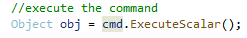 //execute the command
Object obj = cmd.ExecuteScalar();